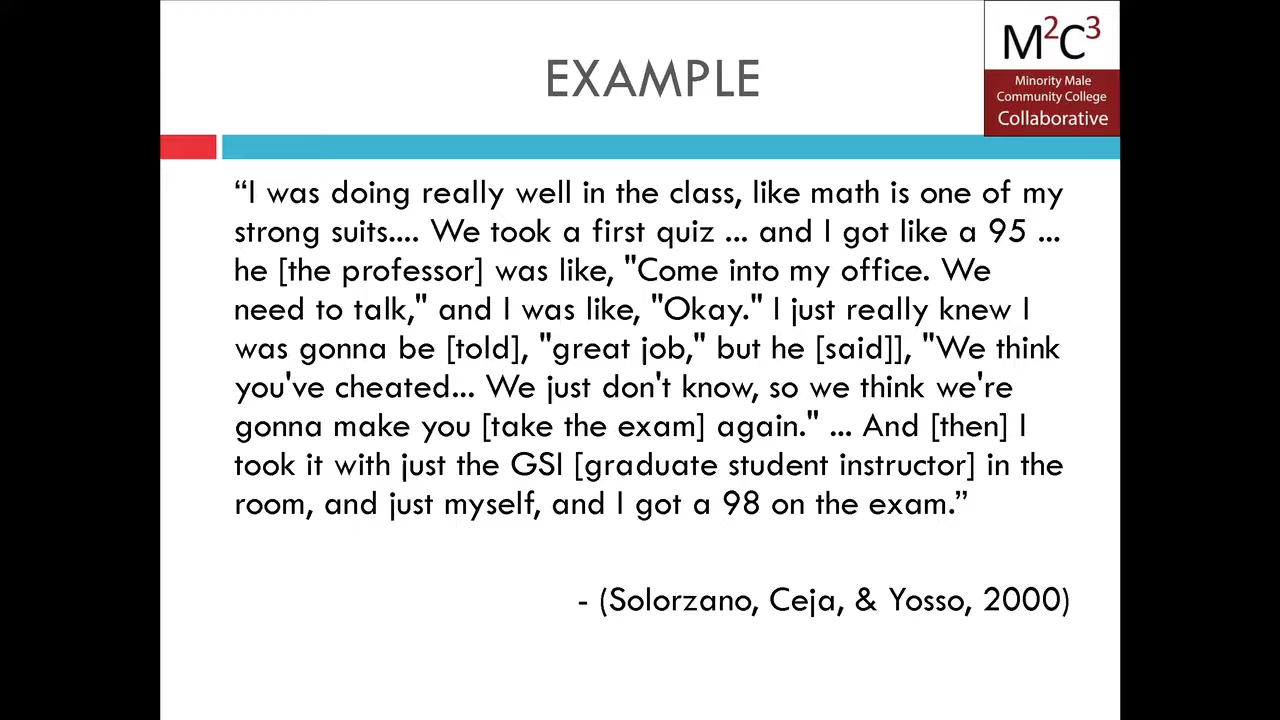 EXAMPLE
M²C³
Minority Male
Community College
Collaborative
“I was doing really well in the class, like math is one of my
strong suits.... We took a first quiz ... and I got like a 95 ...
he [the professor] was like, "Come into my office. We
need to talk," and I was like, "Okay." I just really knew I
was gonna be [told], "great job," but he [said]], "We think
you've cheated... We just don't know, so we think we're
gonna make you [take the exam] again." ... And [then] I
took it with just the GSI [graduate student instructor] in the
room, and just myself, and I got a 98 on the exam.”
- (Solorzano, Ceja, & Yosso, 2000)